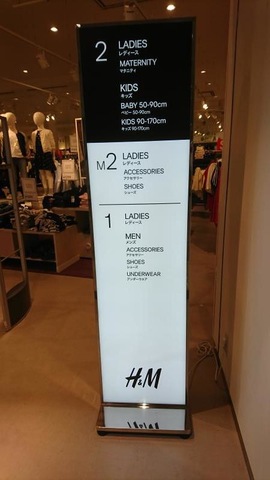 2 LADIES
レディース
MATERNITY
マタニティ
KIDS
キッズ
BABY 50-90cm
ベビー 50-90cm
KIDS 90-170cm
キッズ 90-170cm
M2 LADIES
レディース
ACCESSORIES
アクセサリー
SHOES
シューズ
1 LADIES
レディース
MEN
メンズ
ACCESSORIES
アクセサリー
SHOES
シューズ
UNDERWEAR
アンダーウェア
H&M